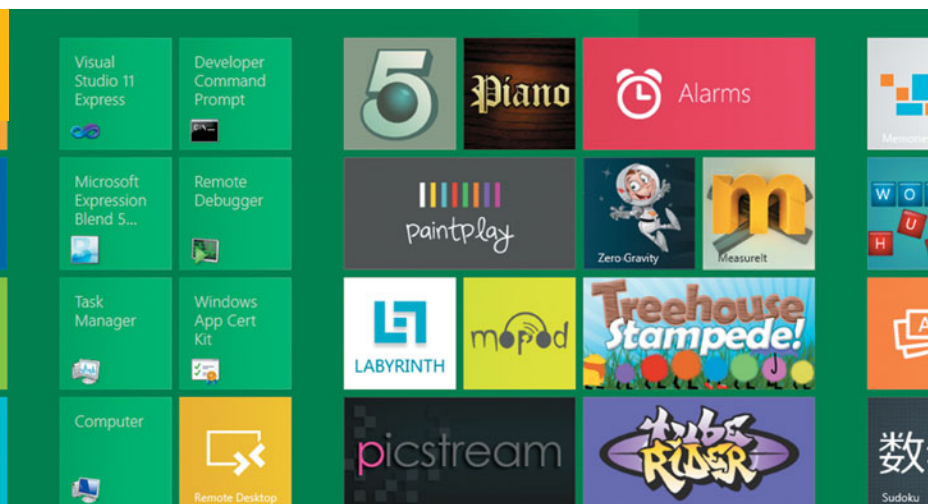 Visual
Studio 11
Express
Developer
Command
Prompt
5
Piano
Alarms
Microsoft
Expression
Blend 5...
Remote
Debugger
paintplay
Zero Gravity
m
MeasureIt
W O
U
H
Task
Manager
Windows
App Cert
Kit
LABYRINTH
mopod
Treehouse
Stampede!
J
A
Computer
Remote Desktop
picstream
tube
RIDER
数
Sudoku